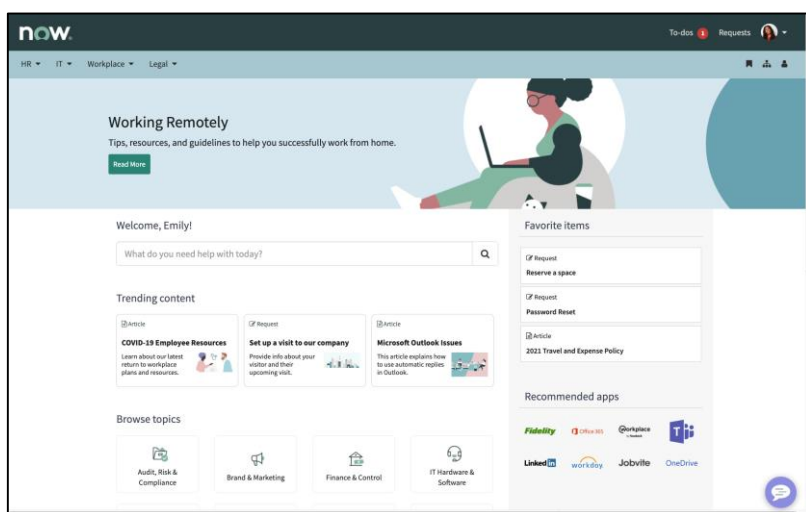 now.
To-dos 1 Requests
HR IT Workplace Legal
Working Remotely
Tips, resources, and guidelines to help you successfully work from home.
Read More
Welcome, Emily!
What do you need help with today?
Trending content
Article
COVID-19 Employee Resources
Learn about our latest
return to workplace
plans and resources.
Request
Set up a visit to our company
Provide info about your
visitor and their
upcoming visit.
Article
Microsoft Outlook Issues
This article explains how
to use automatic replies
in Outlook.
Browse topics
Audit, Risk &
Compliance
Brand & Marketing
Finance & Control
IT Hardware &
Software
Favorite items
Request
Reserve a space
Request
Password Reset
Article
2021 Travel and Expense Policy
Recommended apps
Fidelity Office 365 Workplace
by facebook
T
Linked in workday. Jobvite OneDrive